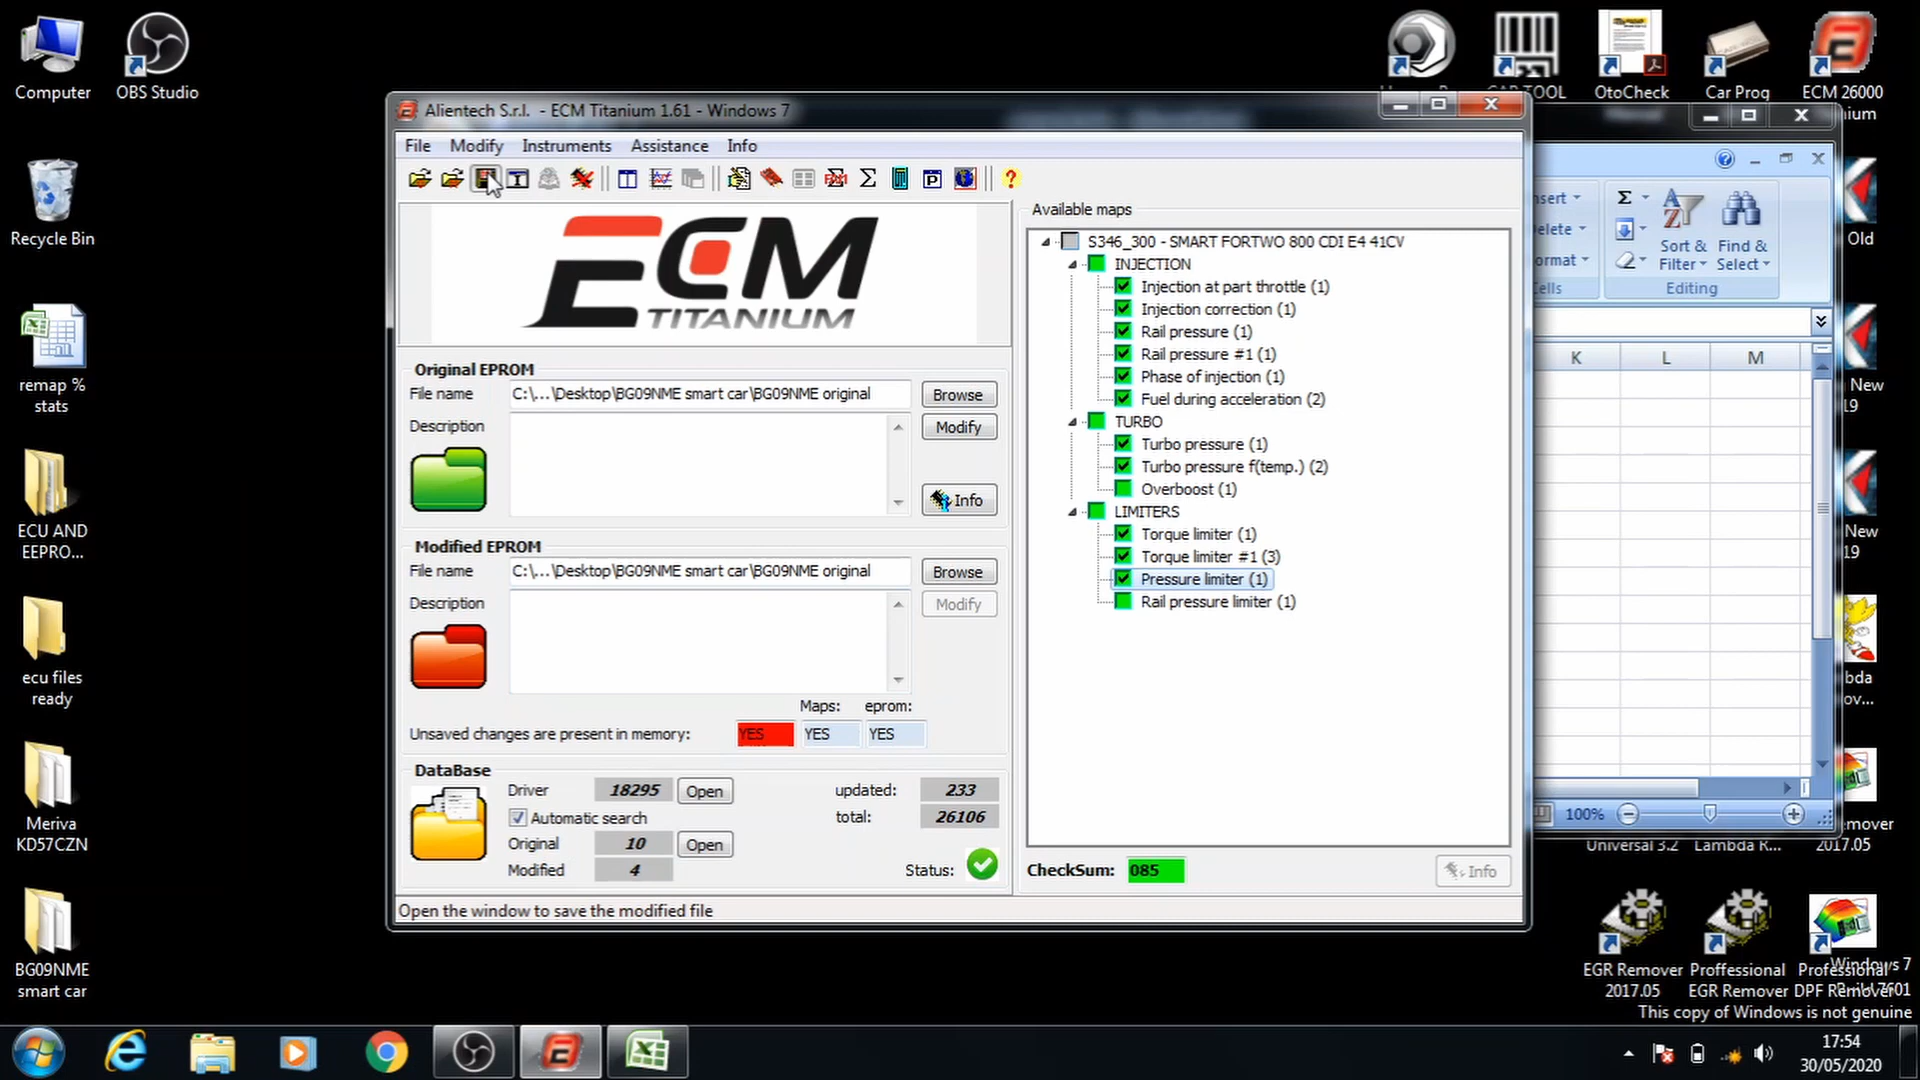 Computer
OBS Studio
Recycle Bin
remap %
stats
ECU AND
EEPRO...
ecu files
ready
Meriva
KD57CZN
BG09NME
smart car
CAR TOOL
OtoCheck
Car Prog
ECM 26000
Alientech S.r.l. - ECM Titanium 1.61 - Windows 7
File Modify Instruments Assistance Info
ECM
TITANIUM
Original EPROM
File name C:\...\Desktop\BG09NME smart car\BG09NME original Browse
Description Modify
Info
Modified EPROM
File name C:\...\Desktop\BG09NME smart car\BG09NME original Browse
Description Modify
Maps: eprom:
Unsaved changes are present in memory: YES YES YES
DataBase
Driver 18295 Open updated: 233
Automatic search total: 26106
Original 10 Open
Modified 4 Status:
Open the window to save the modified file
Available maps
S346_300 - SMART FORTWO 800 CDI E4 41CV
INJECTION
Injection at part throttle (1)
Injection correction (1)
Rail pressure (1)
Rail pressure #1 (1)
Phase of injection (1)
Fuel during acceleration (2)
TURBO
Turbo pressure (1)
Turbo pressure f(temp.) (2)
Overboost (1)
LIMITERS
Torque limiter (1)
Torque limiter #1 (3)
Pressure limiter (1)
Rail pressure limiter (1)
CheckSum: 085 Info
Sort & Find &
Filter Select
Editing
K L M
100%
Old
New
19
New
19
Universal 3.2 Lambda R... 2017.05
EGR Remover Proffessional Professional
2017.05 EGR Remover DPF Remover
Windows 7
This copy of Windows is not genuine
17:54
30/05/2020